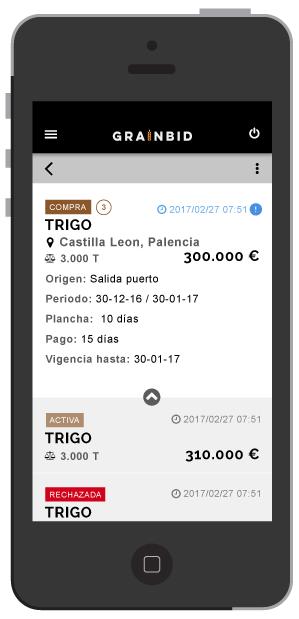 GRAINBID
COMPRA 3 2017/02/27 07:51 !
TRIGO
Castilla Leon, Palencia
3.000 T 300.000 €
Origen: Salida puerto
Periodo: 30-12-16 / 30-01-17
Plancha: 10 días
Pago: 15 días
Vigencia hasta: 30-01-17
ACTIVA 2017/02/27 07:51
TRIGO
3.000 T 310.000 €
RECHAZADA 2017/02/27 07:51
TRIGO